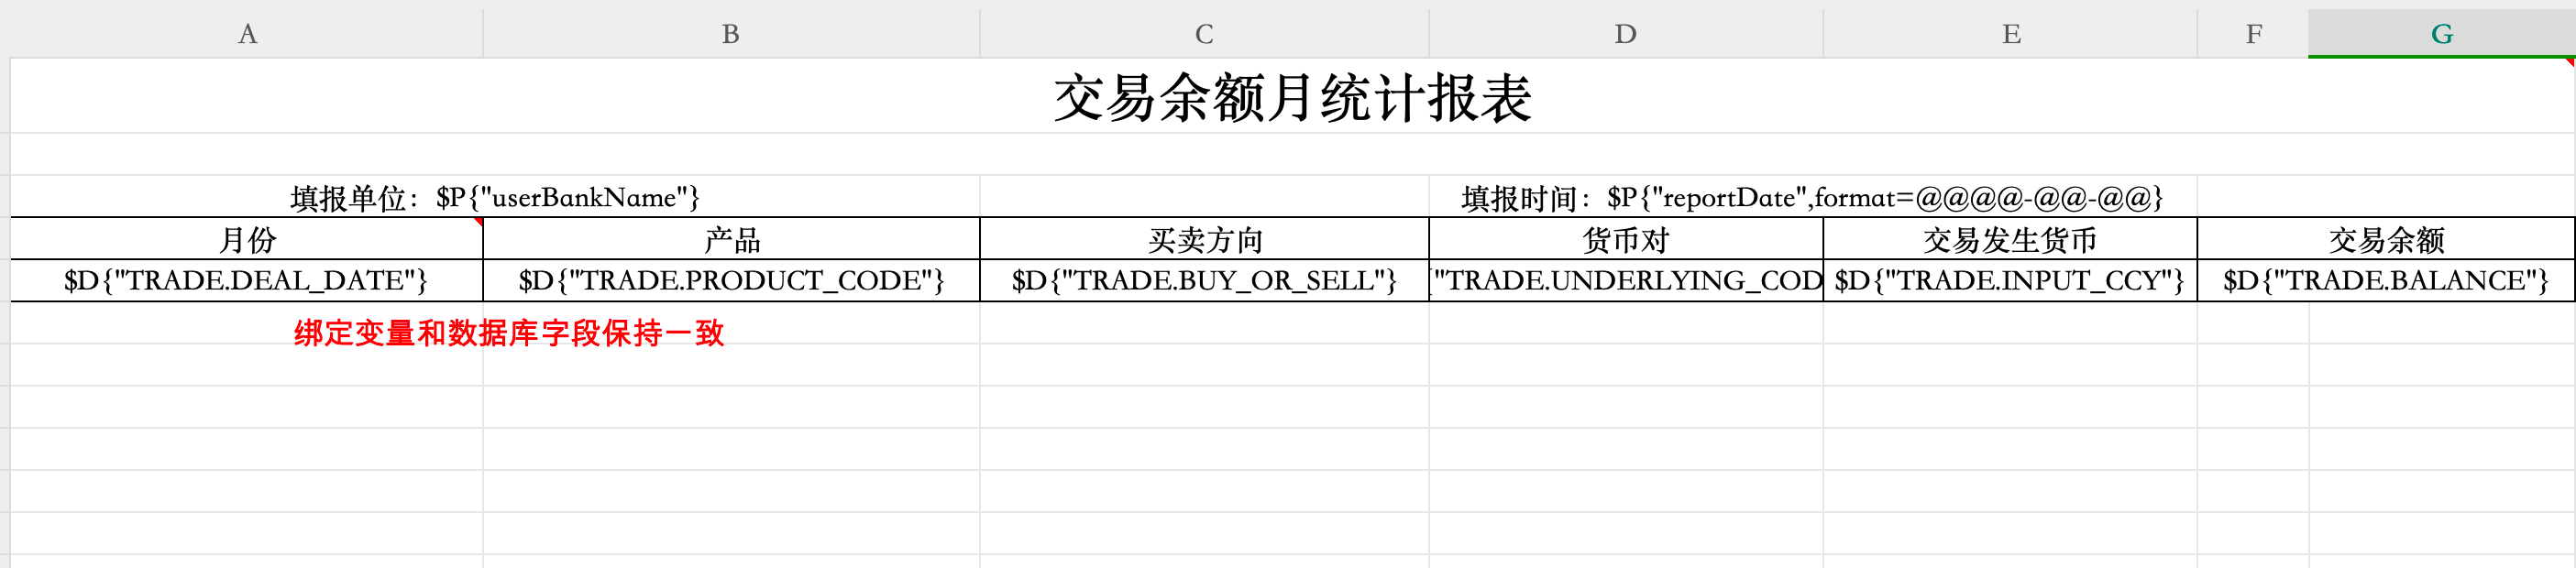 A B C D E F G
交易余额月统计报表
填报单位：$P{"userBankName"} 填报时间：$P{"reportDate",format=@@@@-@@-@@}
月份 产品 买卖方向 货币对 交易发生货币 交易余额
$D{"TRADE.DEAL_DATE"} $D{"TRADE.PRODUCT_CODE"} $D{"TRADE.BUY_OR_SELL"} "TRADE.UNDERLYING_COD $D{"TRADE.INPUT_CCY"} $D{"TRADE.BALANCE"}
绑定变量和数据库字段保持一致